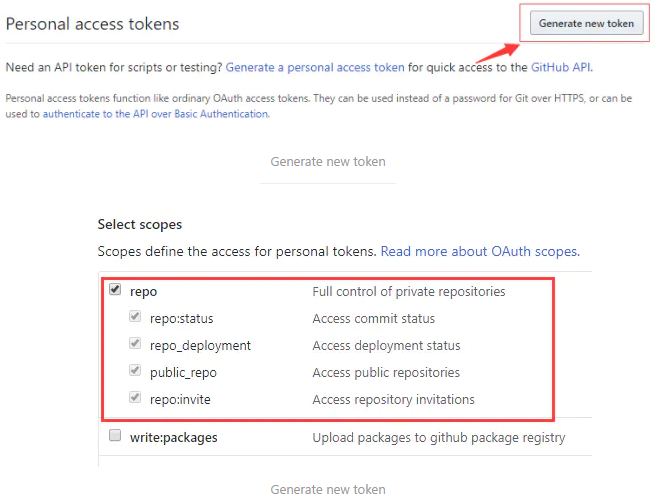 Personal access tokens
Generate new token
Need an API token for scripts or testing? Generate a personal access token for quick access to the GitHub API.
Personal access tokens function like ordinary OAuth access tokens. They can be used instead of a password for Git over HTTPS, or can be
used to authenticate to the API over Basic Authentication.
Generate new token
Select scopes
Scopes define the access for personal tokens. Read more about OAuth scopes.
repo Full control of private repositories
repo:status Access commit status
repo_deployment Access deployment status
public_repo Access public repositories
repo:invite Access repository invitations
write:packages Upload packages to github package registry
Generate new token